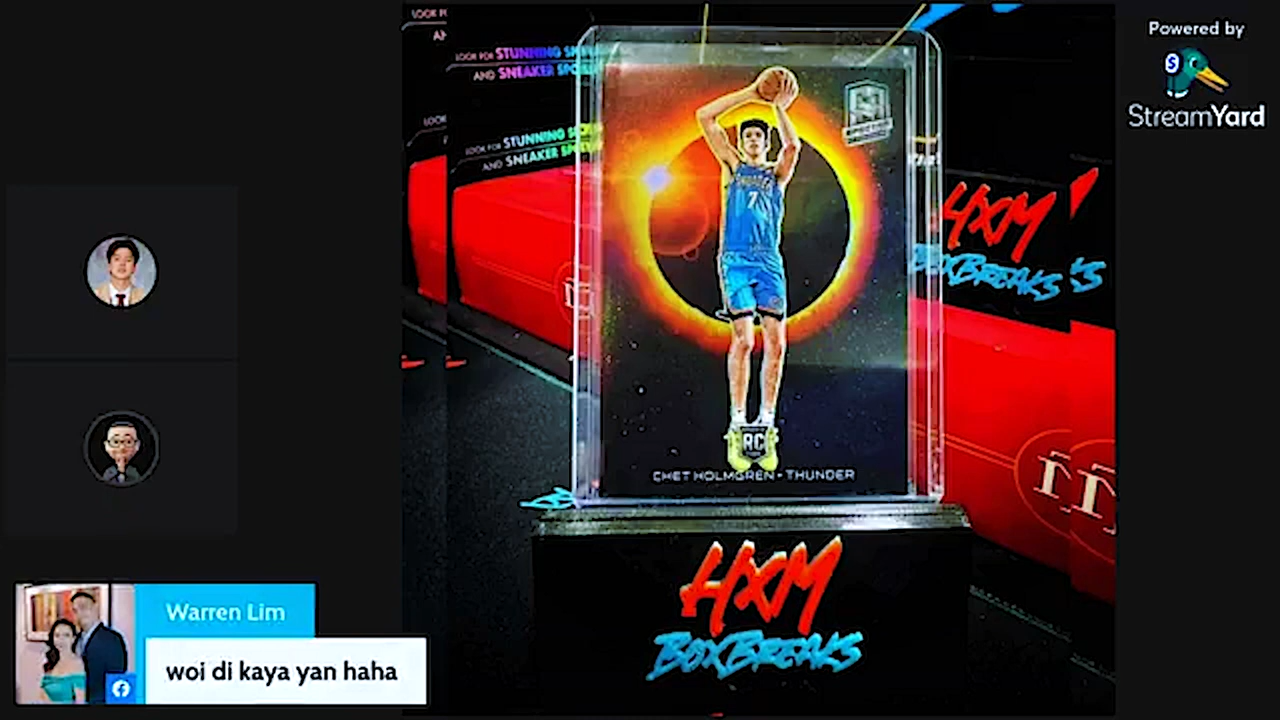 LOOK FOR STUNNING
AND SNEAKER
LOOK FOR STUNNING
AND SNEAKER
7
RC
CHET HOLMGREN • THUNDER
HXM
BOXBREAKS
HXM
BOXBREAKS
Powered by
StreamYard
Warren Lim
woi di kaya yan haha